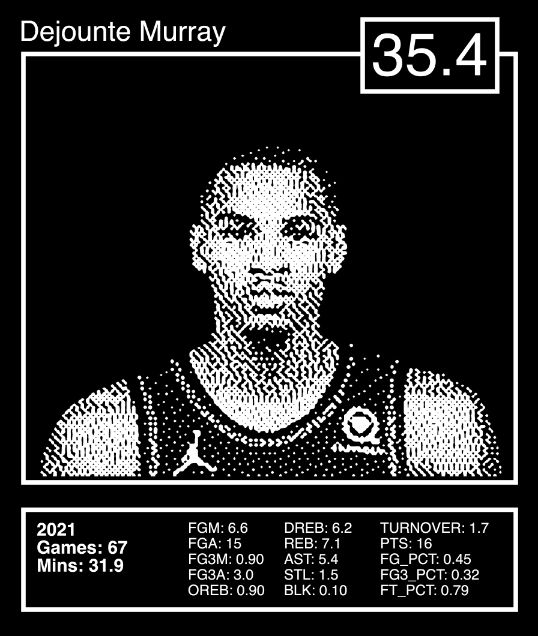 Dejounte Murray
35.4
2021
Games: 67
Mins: 31.9
FGM: 6.6
FGA: 15
FG3M: 0.90
FG3A: 3.0
OREB: 0.90
DREB: 6.2
REB: 7.1
AST: 5.4
STL: 1.5
BLK: 0.10
TURNOVER: 1.7
PTS: 16
FG_PCT: 0.45
FG3_PCT: 0.32
FT_PCT: 0.79